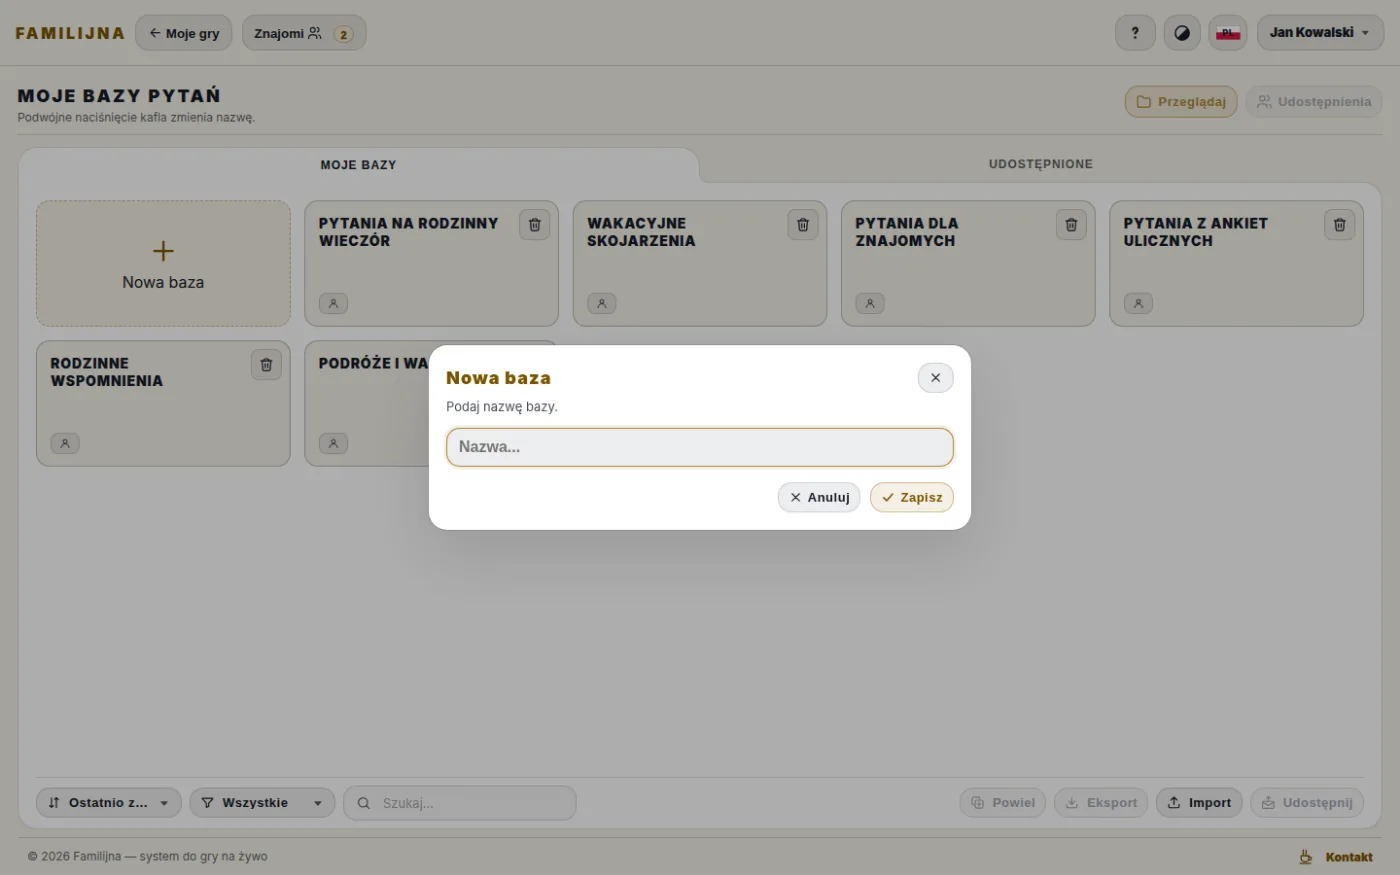 FAMILIJNA
Moje gry
Znajomi
2
?
PL
Jan Kowalski
MOJE BAZY PYTAŃ
Podwójne naciśnięcie kafla zmienia nazwę.
Przeglądaj
Udostępnienia
MOJE BAZY
UDOSTĘPNIONE
Nowa baza
PYTANIA NA RODZINNY
WIECZÓR
WAKACYJNE
SKOJARZENIA
PYTANIA DLA
ZNAJOMYCH
PYTANIA Z ANKIET
ULICZNYCH
RODZINNE
WSPOMNIENIA
PODRÓŻE I WA
Nowa baza
Podaj nazwę bazy.
Nazwa...
Anuluj
Zapisz
Ostatnio z...
Wszystkie
Szukaj...
Powiel
Eksport
Import
Udostępnij
© 2026 Familijna — system do gry na żywo
Kontakt